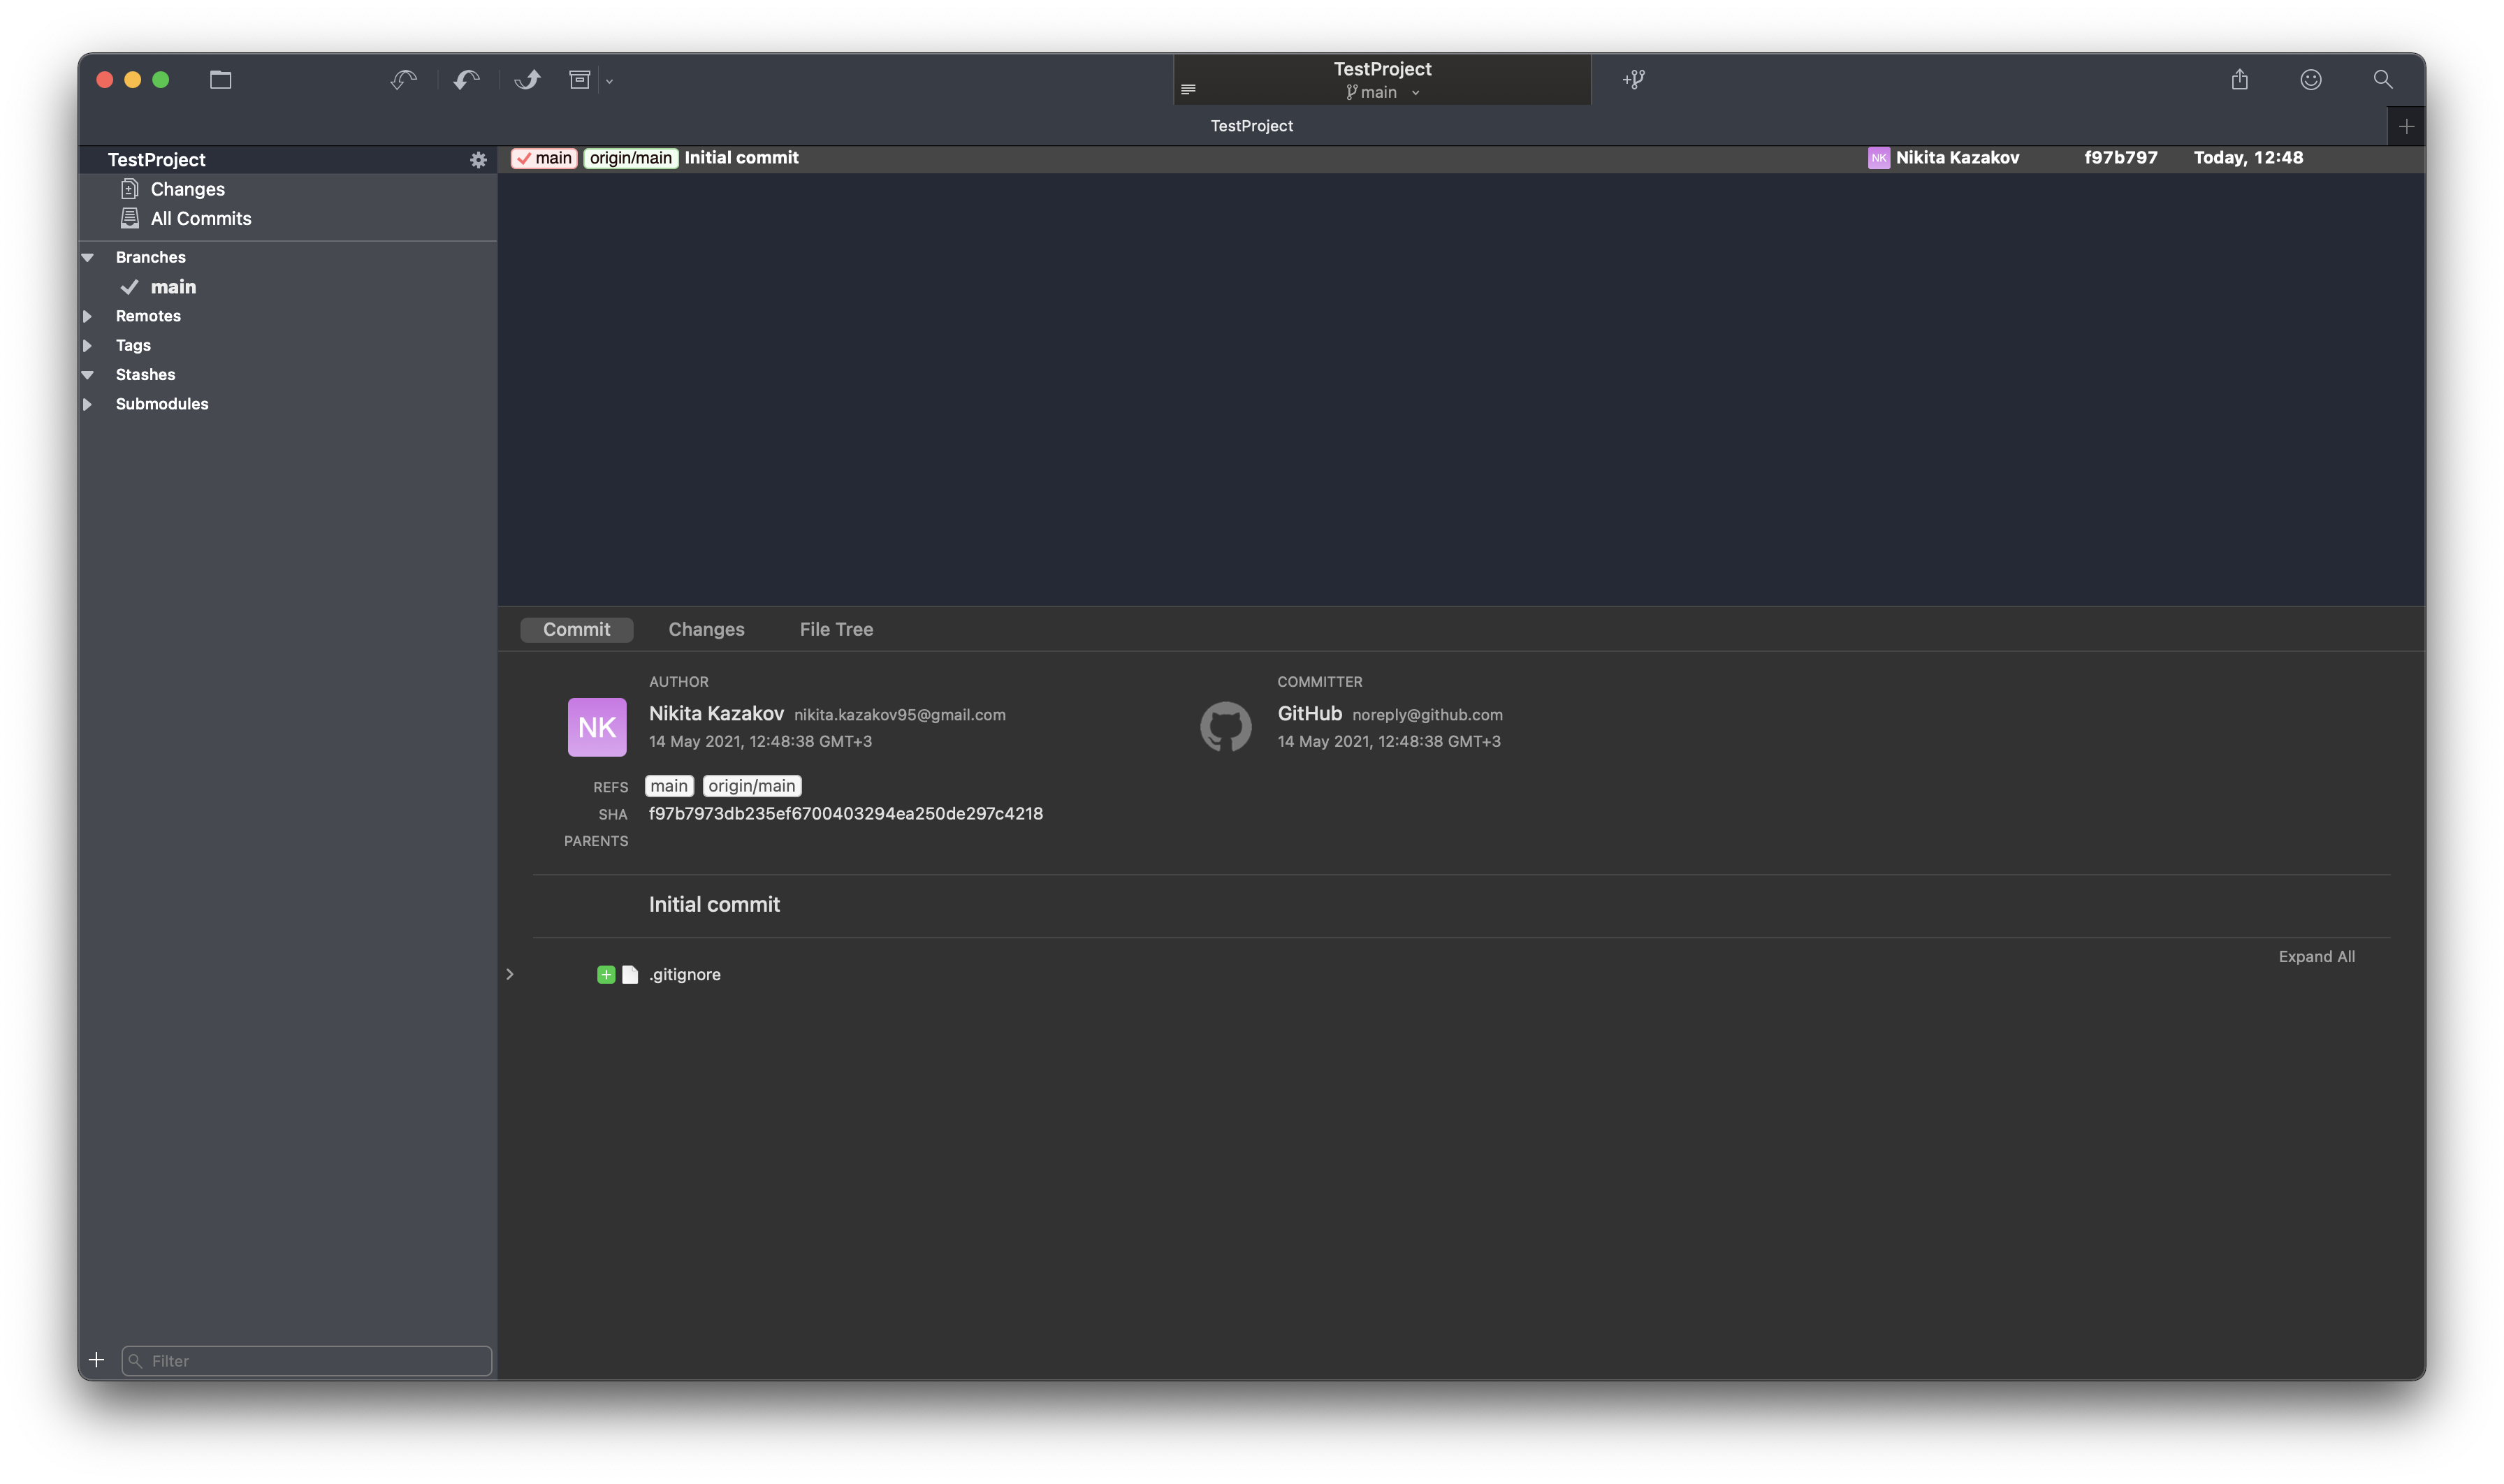 TestProject
main
TestProject
TestProject
main origin/main Initial commit NK Nikita Kazakov f97b797 Today, 12:48
Changes
All Commits
Branches
main
Remotes
Tags
Stashes
Submodules
Filter
Commit Changes File Tree
AUTHOR
NK
Nikita Kazakov nikita.kazakov95@gmail.com
14 May 2021, 12:48:38 GMT+3
COMMITTER
GitHub noreply@github.com
14 May 2021, 12:48:38 GMT+3
REFS main origin/main
SHA f97b7973db235ef6700403294ea250de297c4218
PARENTS
Initial commit
Expand All
.gitignore